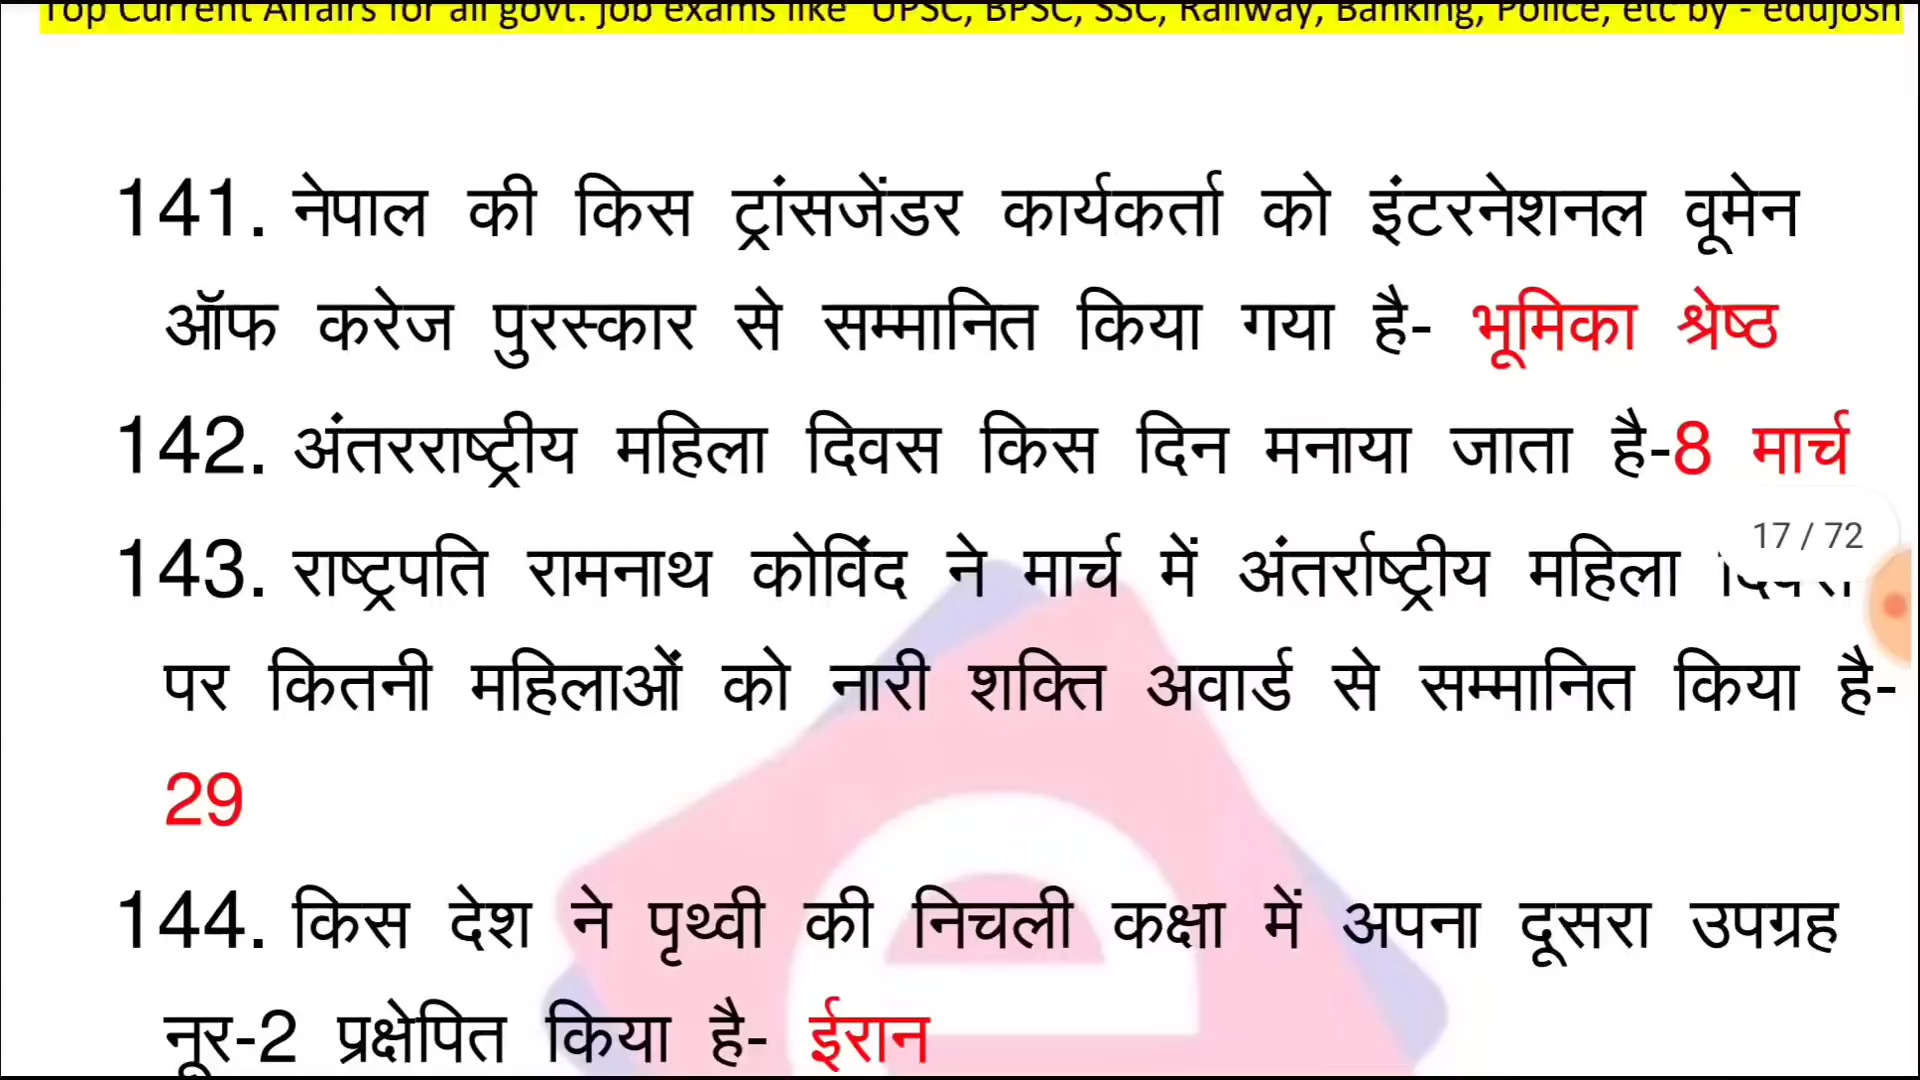 Top Current Affairs for all govt. job exams like UPSC, BPSC, SSC, Railway, Banking, Police, etc by - edujosh
141. नेपाल की किस ट्रांसजेंडर कार्यकर्ता को इंटरनेशनल वूमेन
ऑफ करेज पुरस्कार से सम्मानित किया गया है- भूमिका श्रेष्ठ
142. अंतरराष्ट्रीय महिला दिवस किस दिन मनाया जाता है-8 मार्च
17 / 72
143. राष्ट्रपति रामनाथ कोविंद ने मार्च में अंतर्राष्ट्रीय महिला
पर कितनी महिलाओं को नारी शक्ति अवार्ड से सम्मानित किया है-
29
144. किस देश ने पृथ्वी की निचली कक्षा में अपना दूसरा उपग्रह
नूर-2 प्रक्षेपित किया है- ईरान